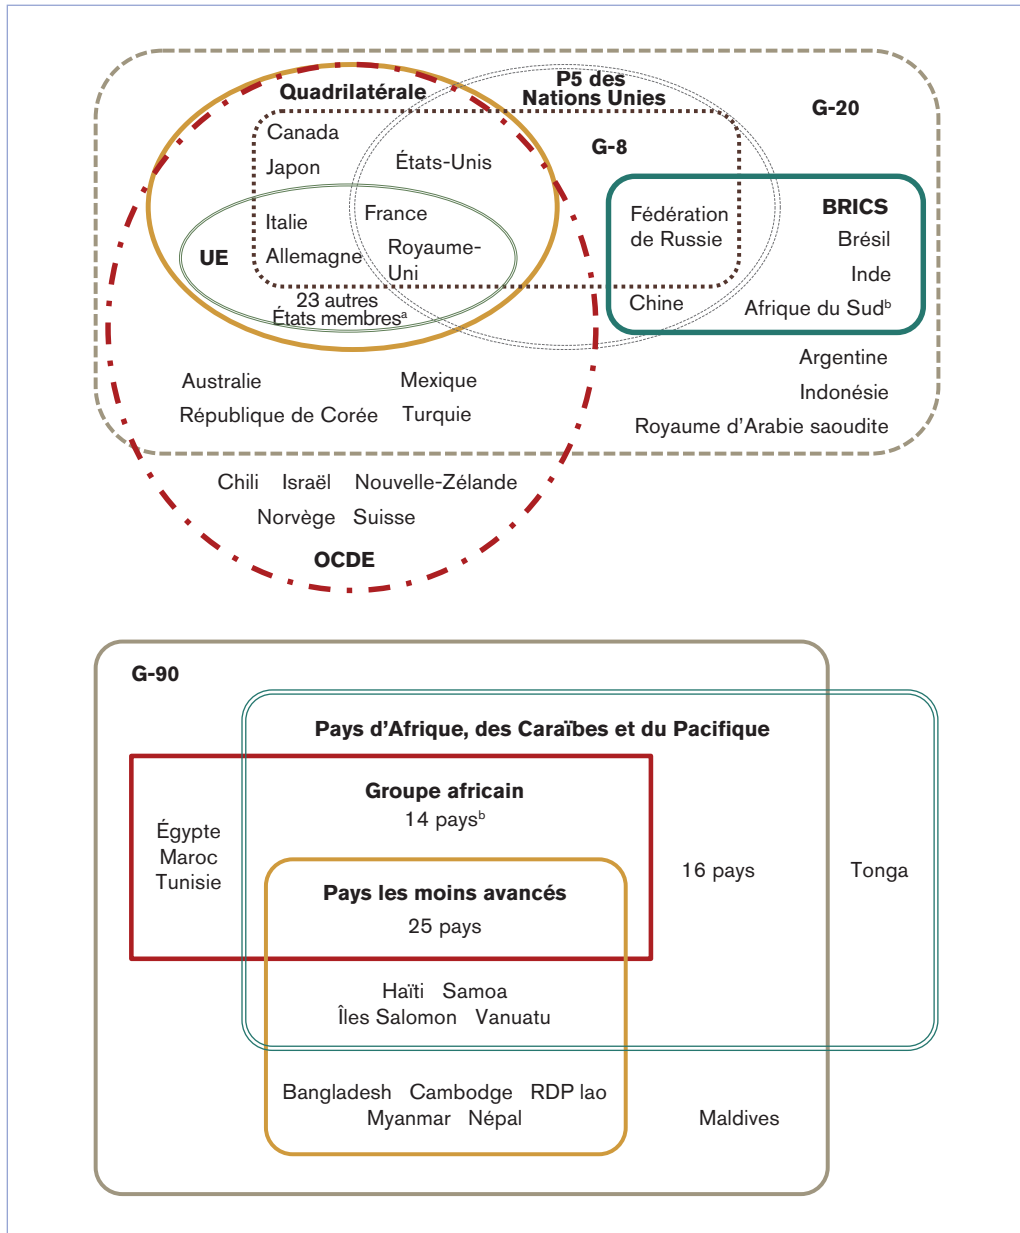 Quadrilatérale
P5 des
Nations Unies
G-20
Canada
G-8
Japon
États-Unis
BRICS
Italie
France
Fédération
de Russie
UE
Allemagne
Royaume-
Uni
Brésil
Inde
23 autres
États membresᵃ
Chine
Afrique du Sudᵇ
Argentine
Australie
Mexique
Indonésie
République de Corée
Turquie
Royaume d’Arabie saoudite
Chili Israël Nouvelle-Zélande
Norvège Suisse
OCDE
G-90
Pays d’Afrique, des Caraïbes et du Pacifique
Groupe africain
14 paysᵇ
Égypte
Maroc
Tunisie
16 pays
Tonga
Pays les moins avancés
25 pays
Haïti Samoa
Îles Salomon Vanuatu
Bangladesh Cambodge RDP lao
Myanmar Népal
Maldives